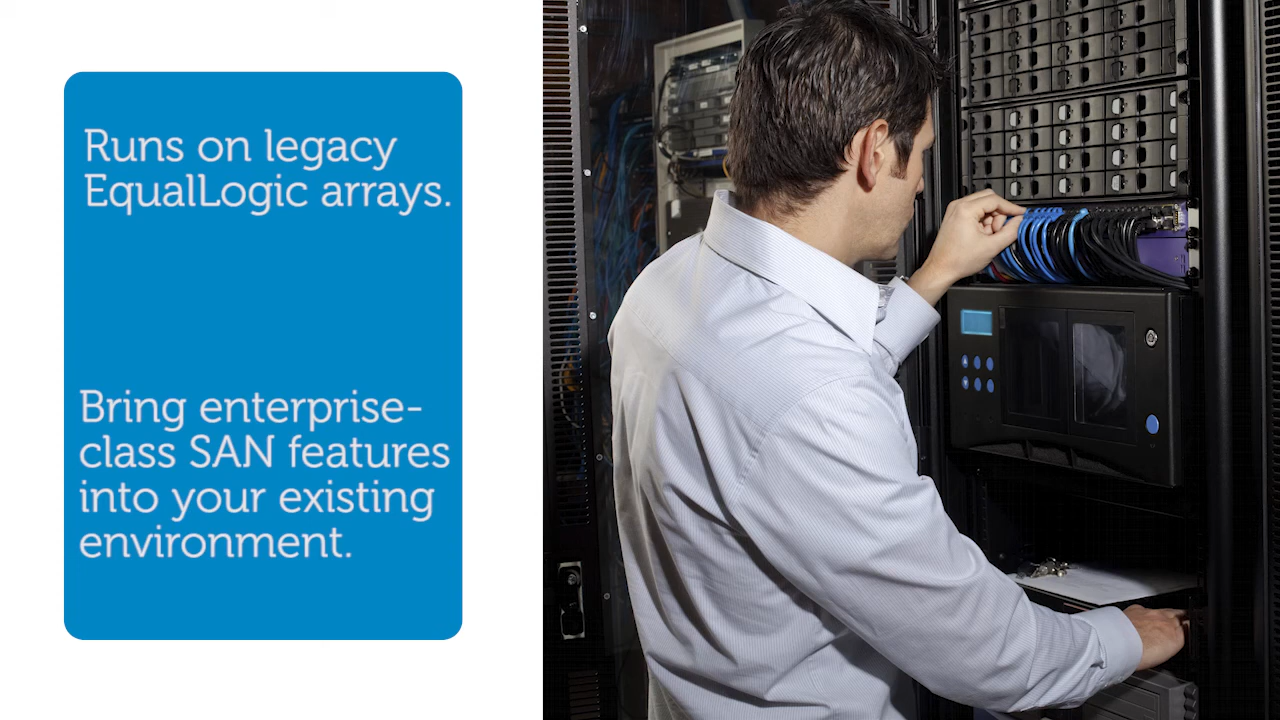 Runs on legacy
EqualLogic arrays.
Bring enterprise-
class SAN features
into your existing
environment.